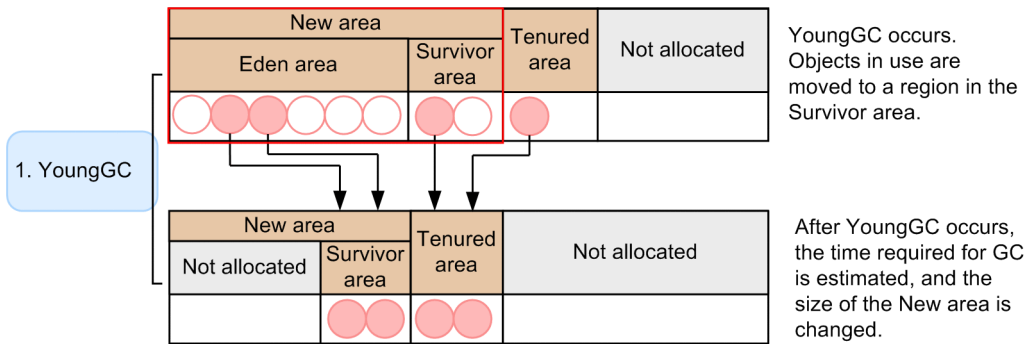 New area
Eden area
Survivor
area
Tenured
area
Not allocated
YoungGC occurs.
Objects in use are
moved to a region in the
Survivor area.
1. YoungGC
New area
Not allocated
Survivor
area
Tenured
area
Not allocated
After YoungGC occurs,
the time required for GC
is estimated, and the
size of the New area is
changed.